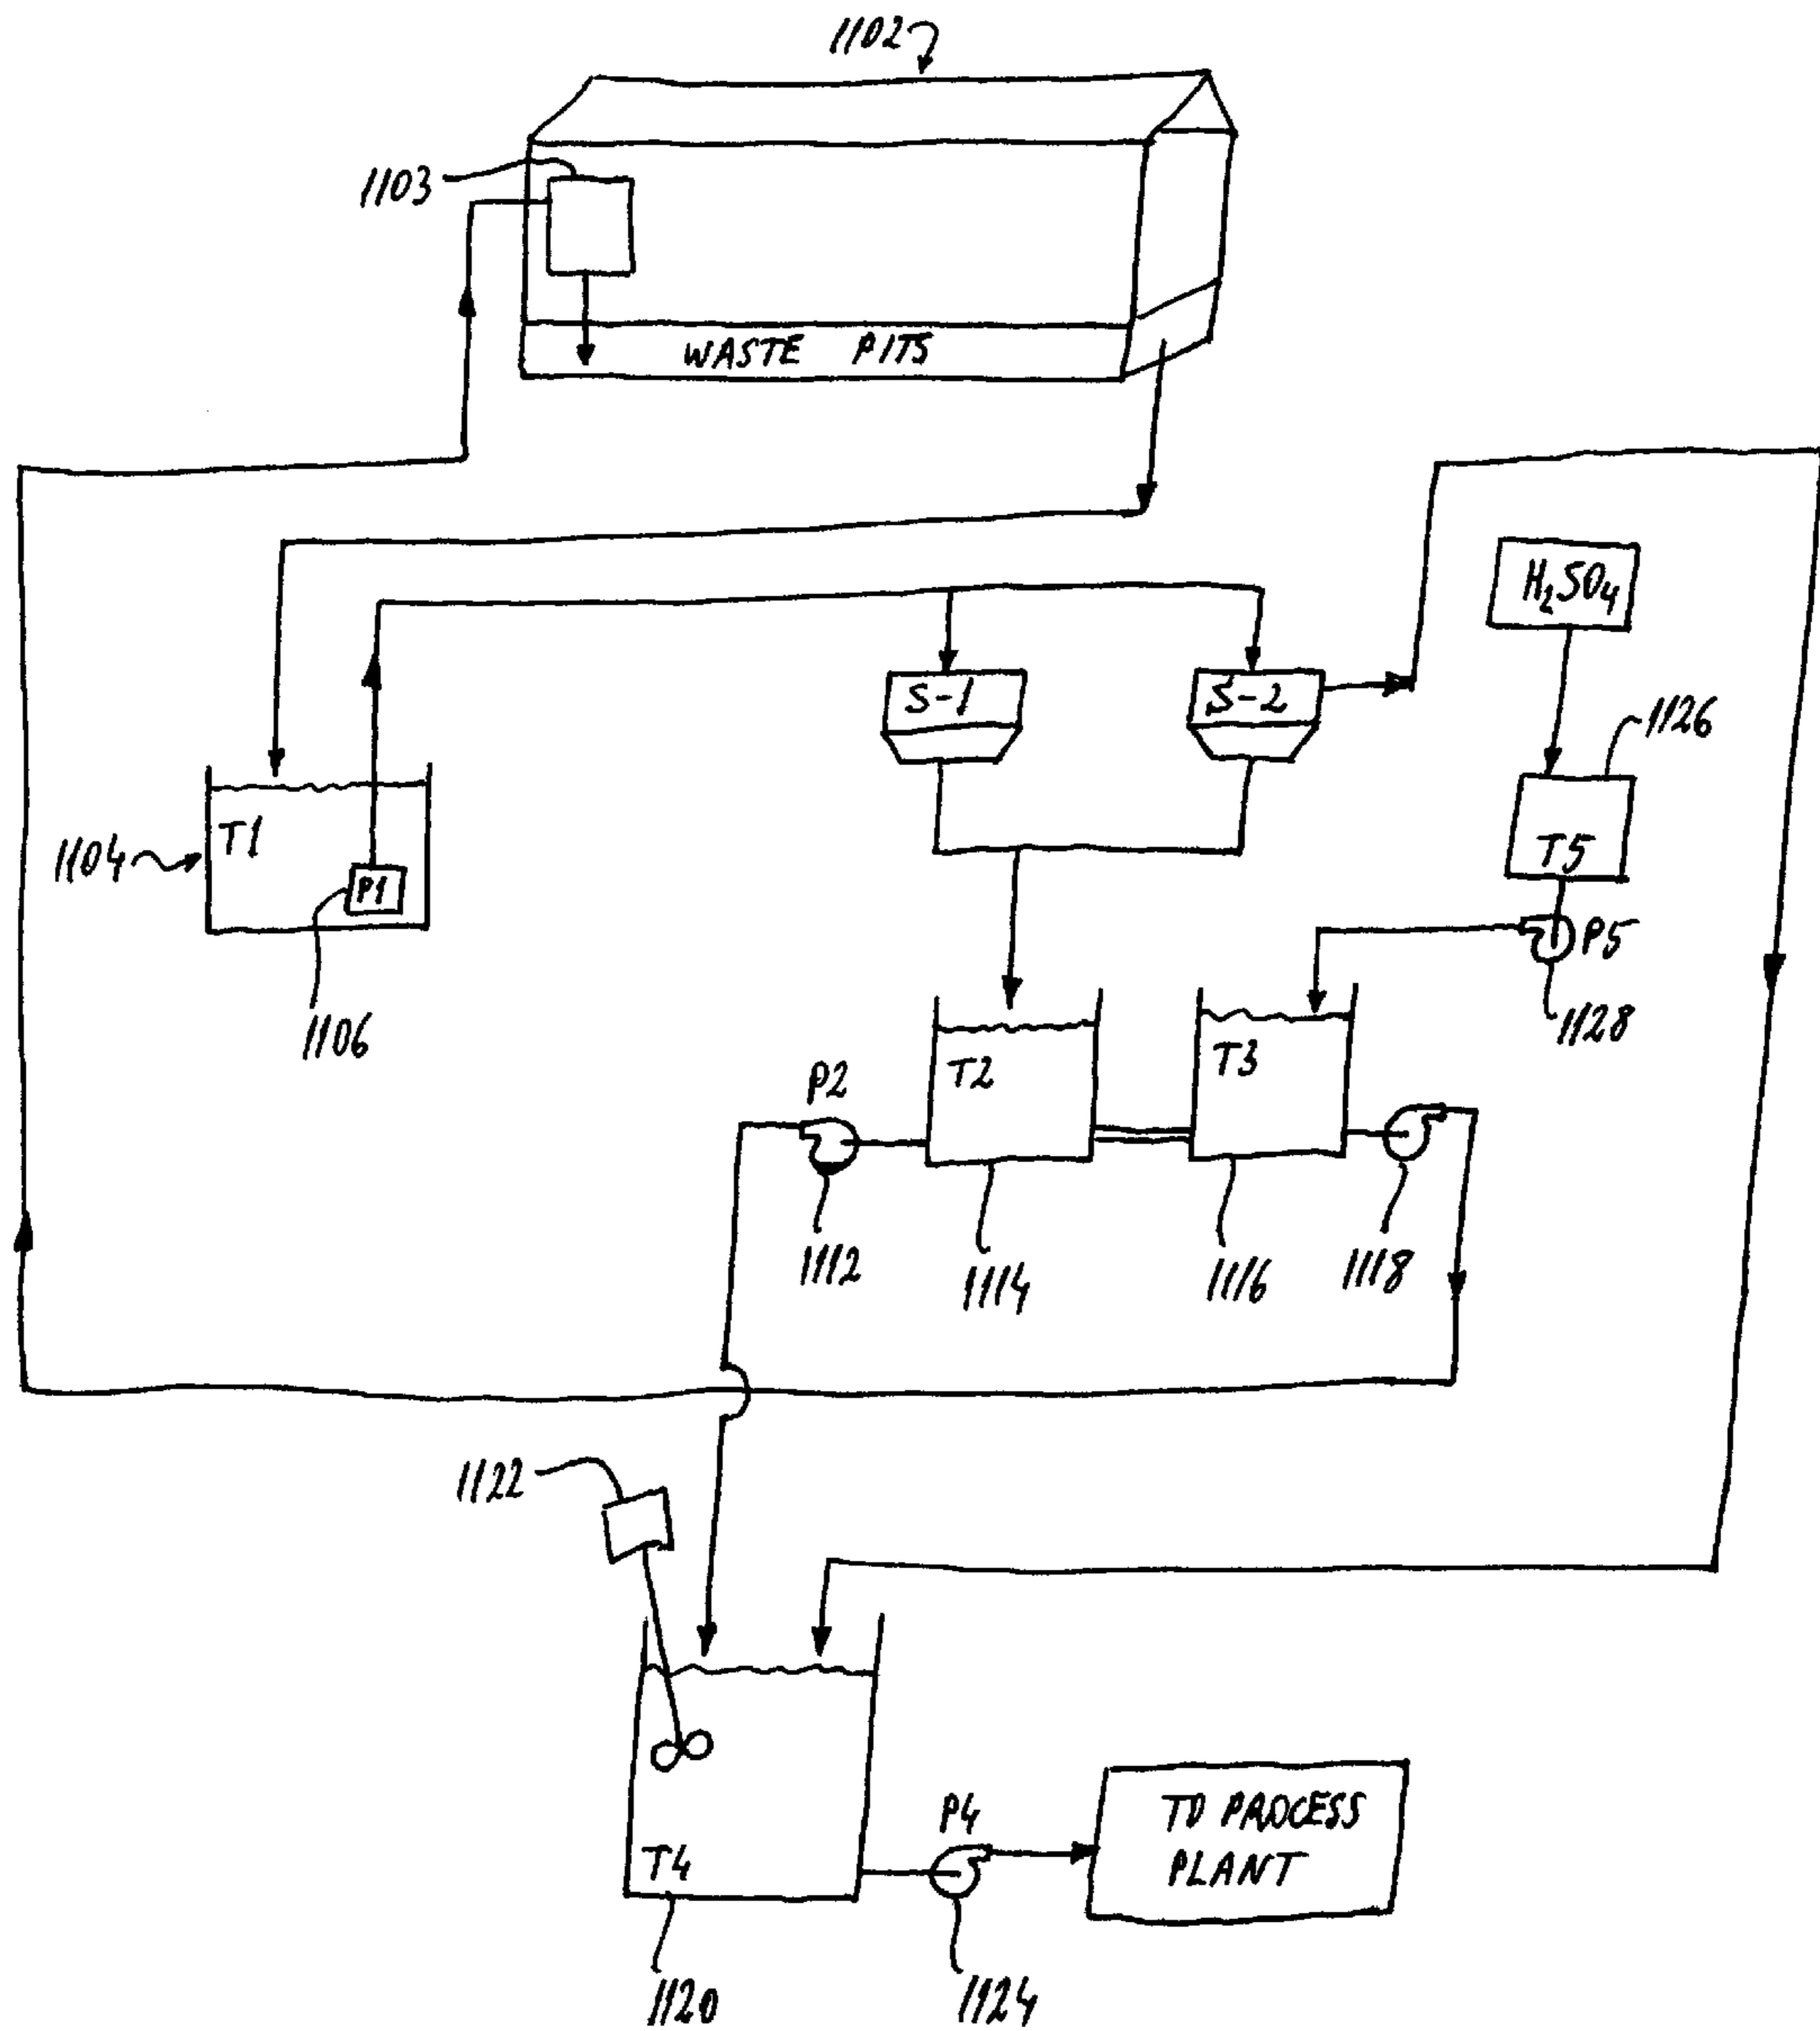 1102
1103
WASTE PITS
H2SO4
S-1
S-2
1126
T1
1104
P1
T5
P5
1106
1128
T2
T3
P2
1112
1114
1116
1118
1122
P4
TO PROCESS
PLANT
T4
1120
1124